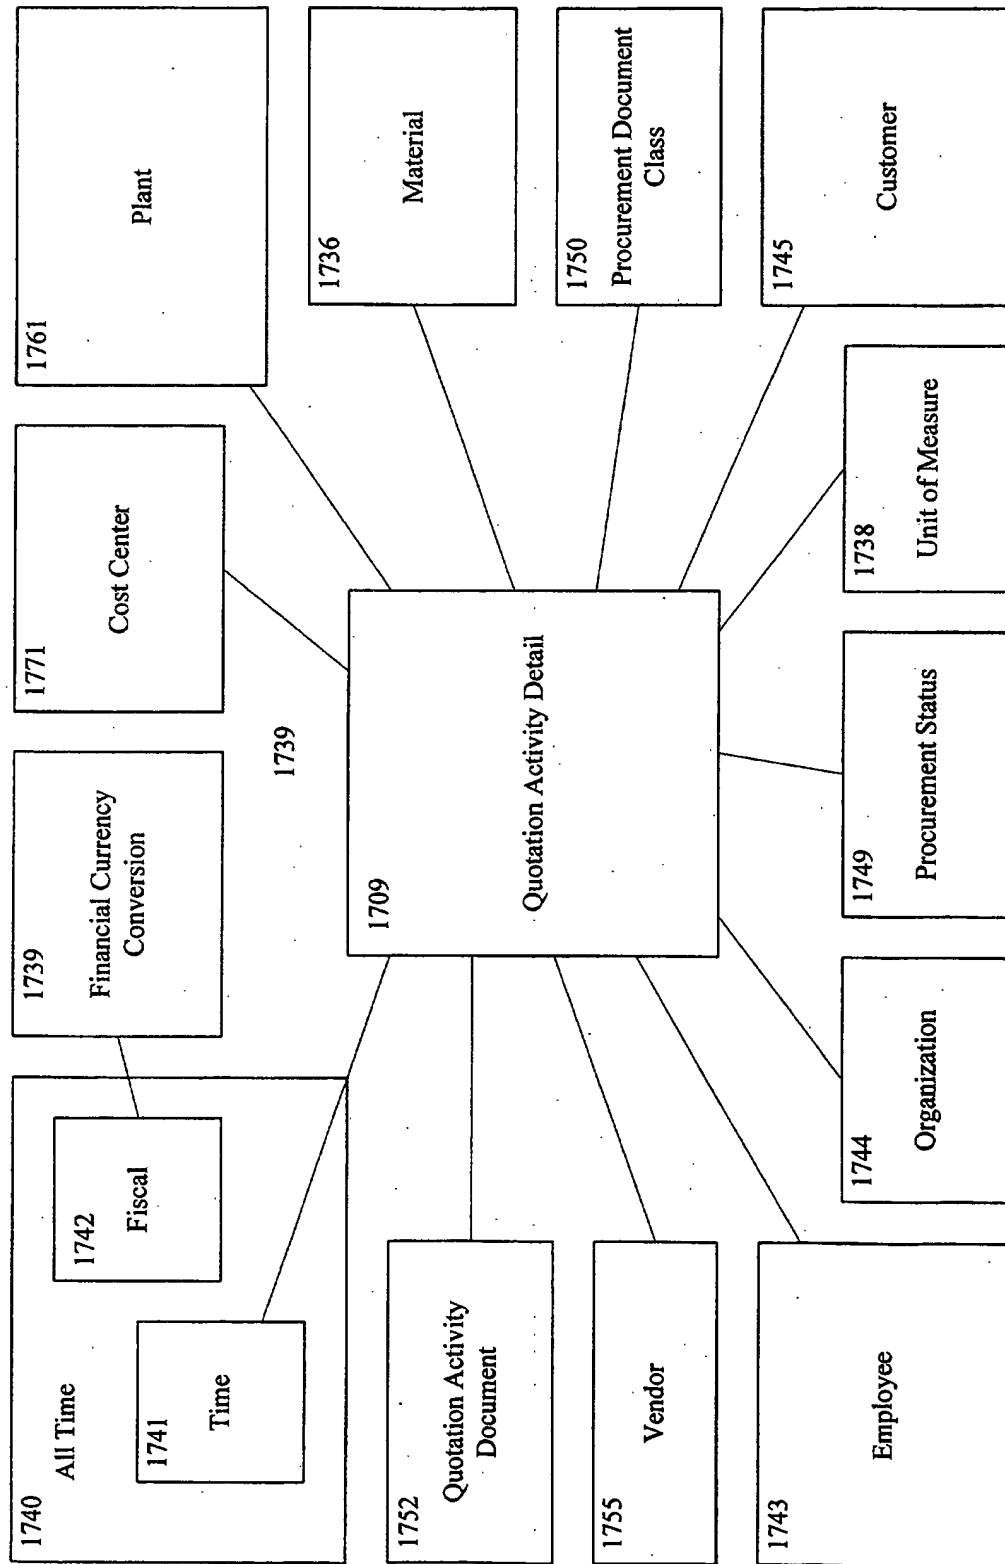 1740
All Time
1741
Time
1742
Fiscal
1739
Financial Currency
Conversion
1771
Cost Center
1761
Plant
1739
1752
Quotation Activity
Document
1709
Quotation Activity Detail
1736
Material
1755
Vendor
1750
Procurement Document
Class
1743
Employee
1744
Organization
1749
Procurement Status
1738
Unit of Measure
1745
Customer